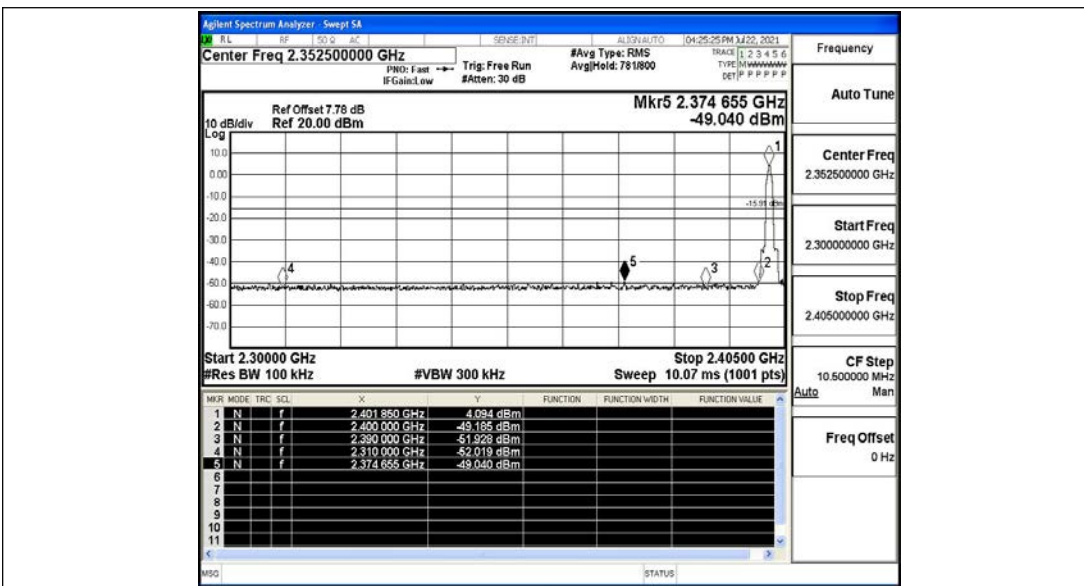 Agilent Spectrum Analyzer - Swept SA
LXI RL RF 50 Ω AC SENSE:INT ALIGN AUTO 04:25:25 PM Jul 22, 2021
Center Freq 2.352500000 GHz
PNO: Fast
IFGain:Low
Trig: Free Run
#Atten: 30 dB
#Avg Type: RMS
Avg|Hold: 781/800
TRACE 1 2 3 4 5 6
TYPE M WWWWW
DET P P P P P P
Ref Offset 7.78 dB
10 dB/div Ref 20.00 dBm
Log
Mkr5 2.374 655 GHz
-49.040 dBm
10.0
0.00
-10.0
-20.0
-30.0
-40.0
-50.0
-60.0
-70.0
1
-15.91 dBm
4
5
3
2
Start 2.30000 GHz
Stop 2.40500 GHz
#Res BW 100 kHz
#VBW 300 kHz
Sweep 10.07 ms (1001 pts)
MKR MODE TRC SCL X Y FUNCTION FUNCTION WIDTH FUNCTION VALUE
1 N f 2.401 850 GHz 4.094 dBm
2 N f 2.400 000 GHz -49.165 dBm
3 N f 2.390 000 GHz -51.928 dBm
4 N f 2.310 000 GHz -52.019 dBm
5 N f 2.374 655 GHz -49.040 dBm
6
7
8
9
10
11
MSG
STATUS
Frequency
Auto Tune
Center Freq
2.352500000 GHz
Start Freq
2.300000000 GHz
Stop Freq
2.405000000 GHz
CF Step
10.500000 MHz
Auto Man
Freq Offset
0 Hz